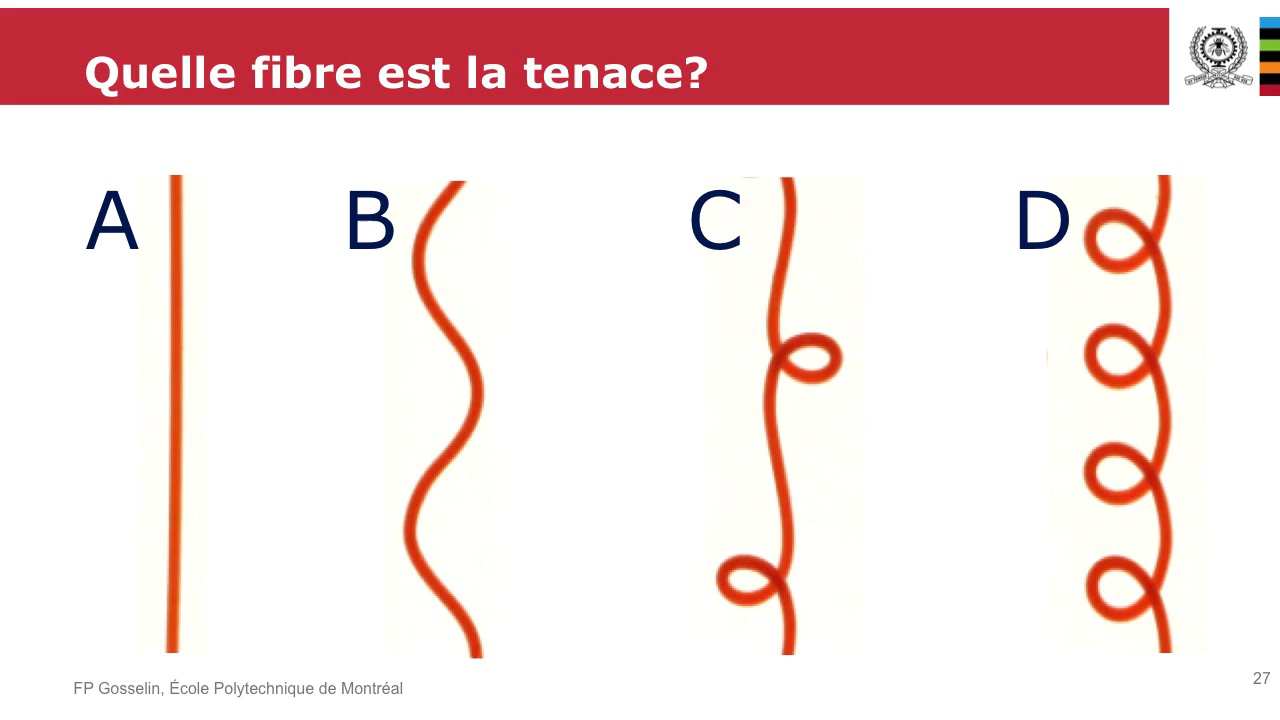 Quelle fibre est la tenace?
A
B
C
D
FP Gosselin, École Polytechnique de Montréal
27